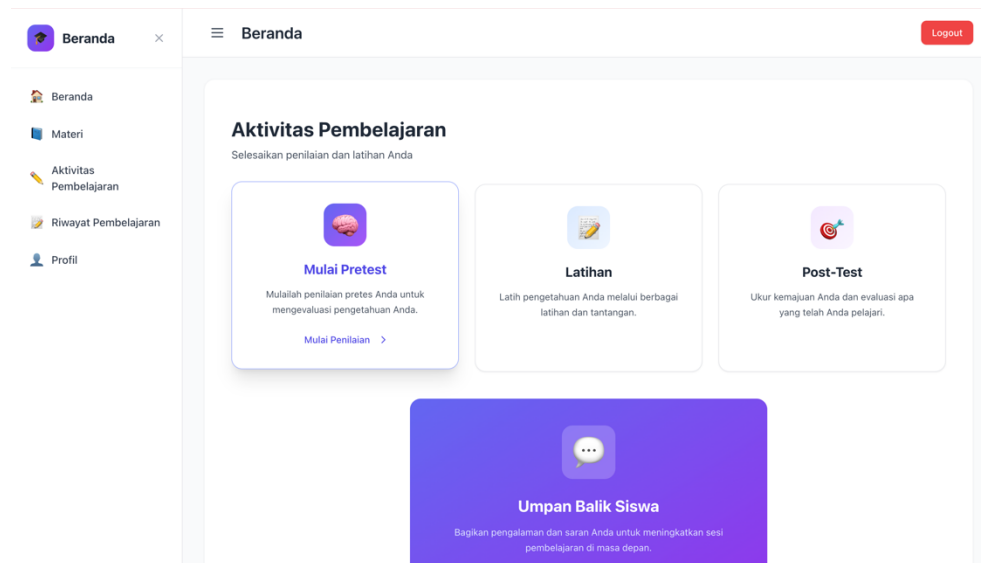 Beranda
Beranda
Logout
Beranda
Materi
Aktivitas
Pembelajaran
Riwayat Pembelajaran
Profil
Aktivitas Pembelajaran
Selesaikan penilaian dan latihan Anda
Mulai Pretest
Mulailah penilaian pretes Anda untuk
mengevaluasi pengetahuan Anda.
Mulai Penilaian
Latihan
Latih pengetahuan Anda melalui berbagai
latihan dan tantangan.
Post-Test
Ukur kemajuan Anda dan evaluasi apa
yang telah Anda pelajari.
Umpan Balik Siswa
Bagikan pengalaman dan saran Anda untuk meningkatkan sesi
pembelajaran di masa depan.